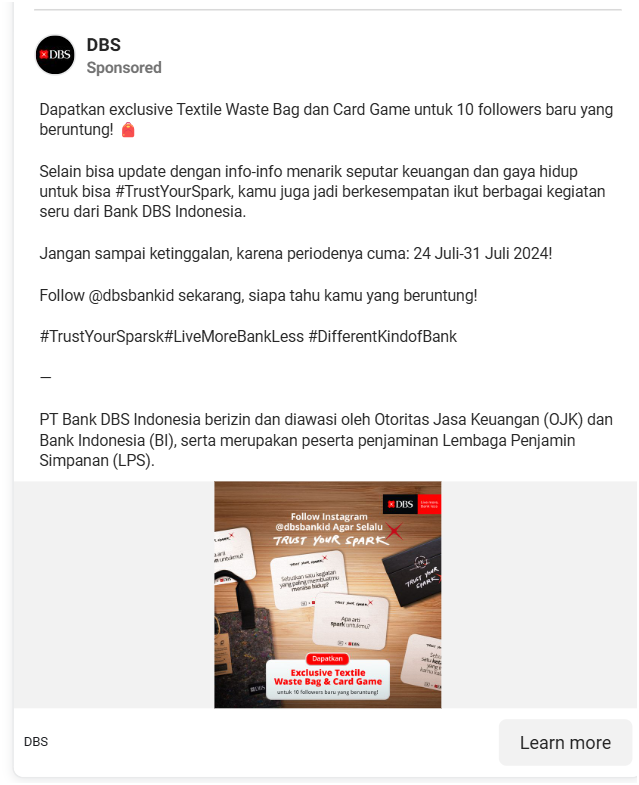 DBS
DBS
Sponsored
Dapatkan exclusive Textile Waste Bag dan Card Game untuk 10 followers baru yang
beruntung!
Selain bisa update dengan info-info menarik seputar keuangan dan gaya hidup
untuk bisa #TrustYourSpark, kamu juga jadi berkesempatan ikut berbagai kegiatan
seru dari Bank DBS Indonesia.
Jangan sampai ketinggalan, karena periodenya cuma: 24 Juli-31 Juli 2024!
Follow @dbsbankid sekarang, siapa tahu kamu yang beruntung!
#TrustYourSparsk#LiveMoreBankLess #DifferentKindofBank
—
PT Bank DBS Indonesia berizin dan diawasi oleh Otoritas Jasa Keuangan (OJK) dan
Bank Indonesia (BI), serta merupakan peserta penjaminan Lembaga Penjamin
Simpanan (LPS).
DBS
Follow Instagram
@dbsbankid Agar Selalu
TRUST YOUR SPARK
untukmu?
Sebutkan satu kegiatan
yang paling membuatmu
merasa hidup!
TRUST YOUR
SPARK
TRUST YOUR SPARK
Apa arti
spark untukmu?
DBS
Dapatkan
Exclusive Textile
Waste Bag & Card Game
untuk 10 followers baru yang beruntung!
DBS
Learn more